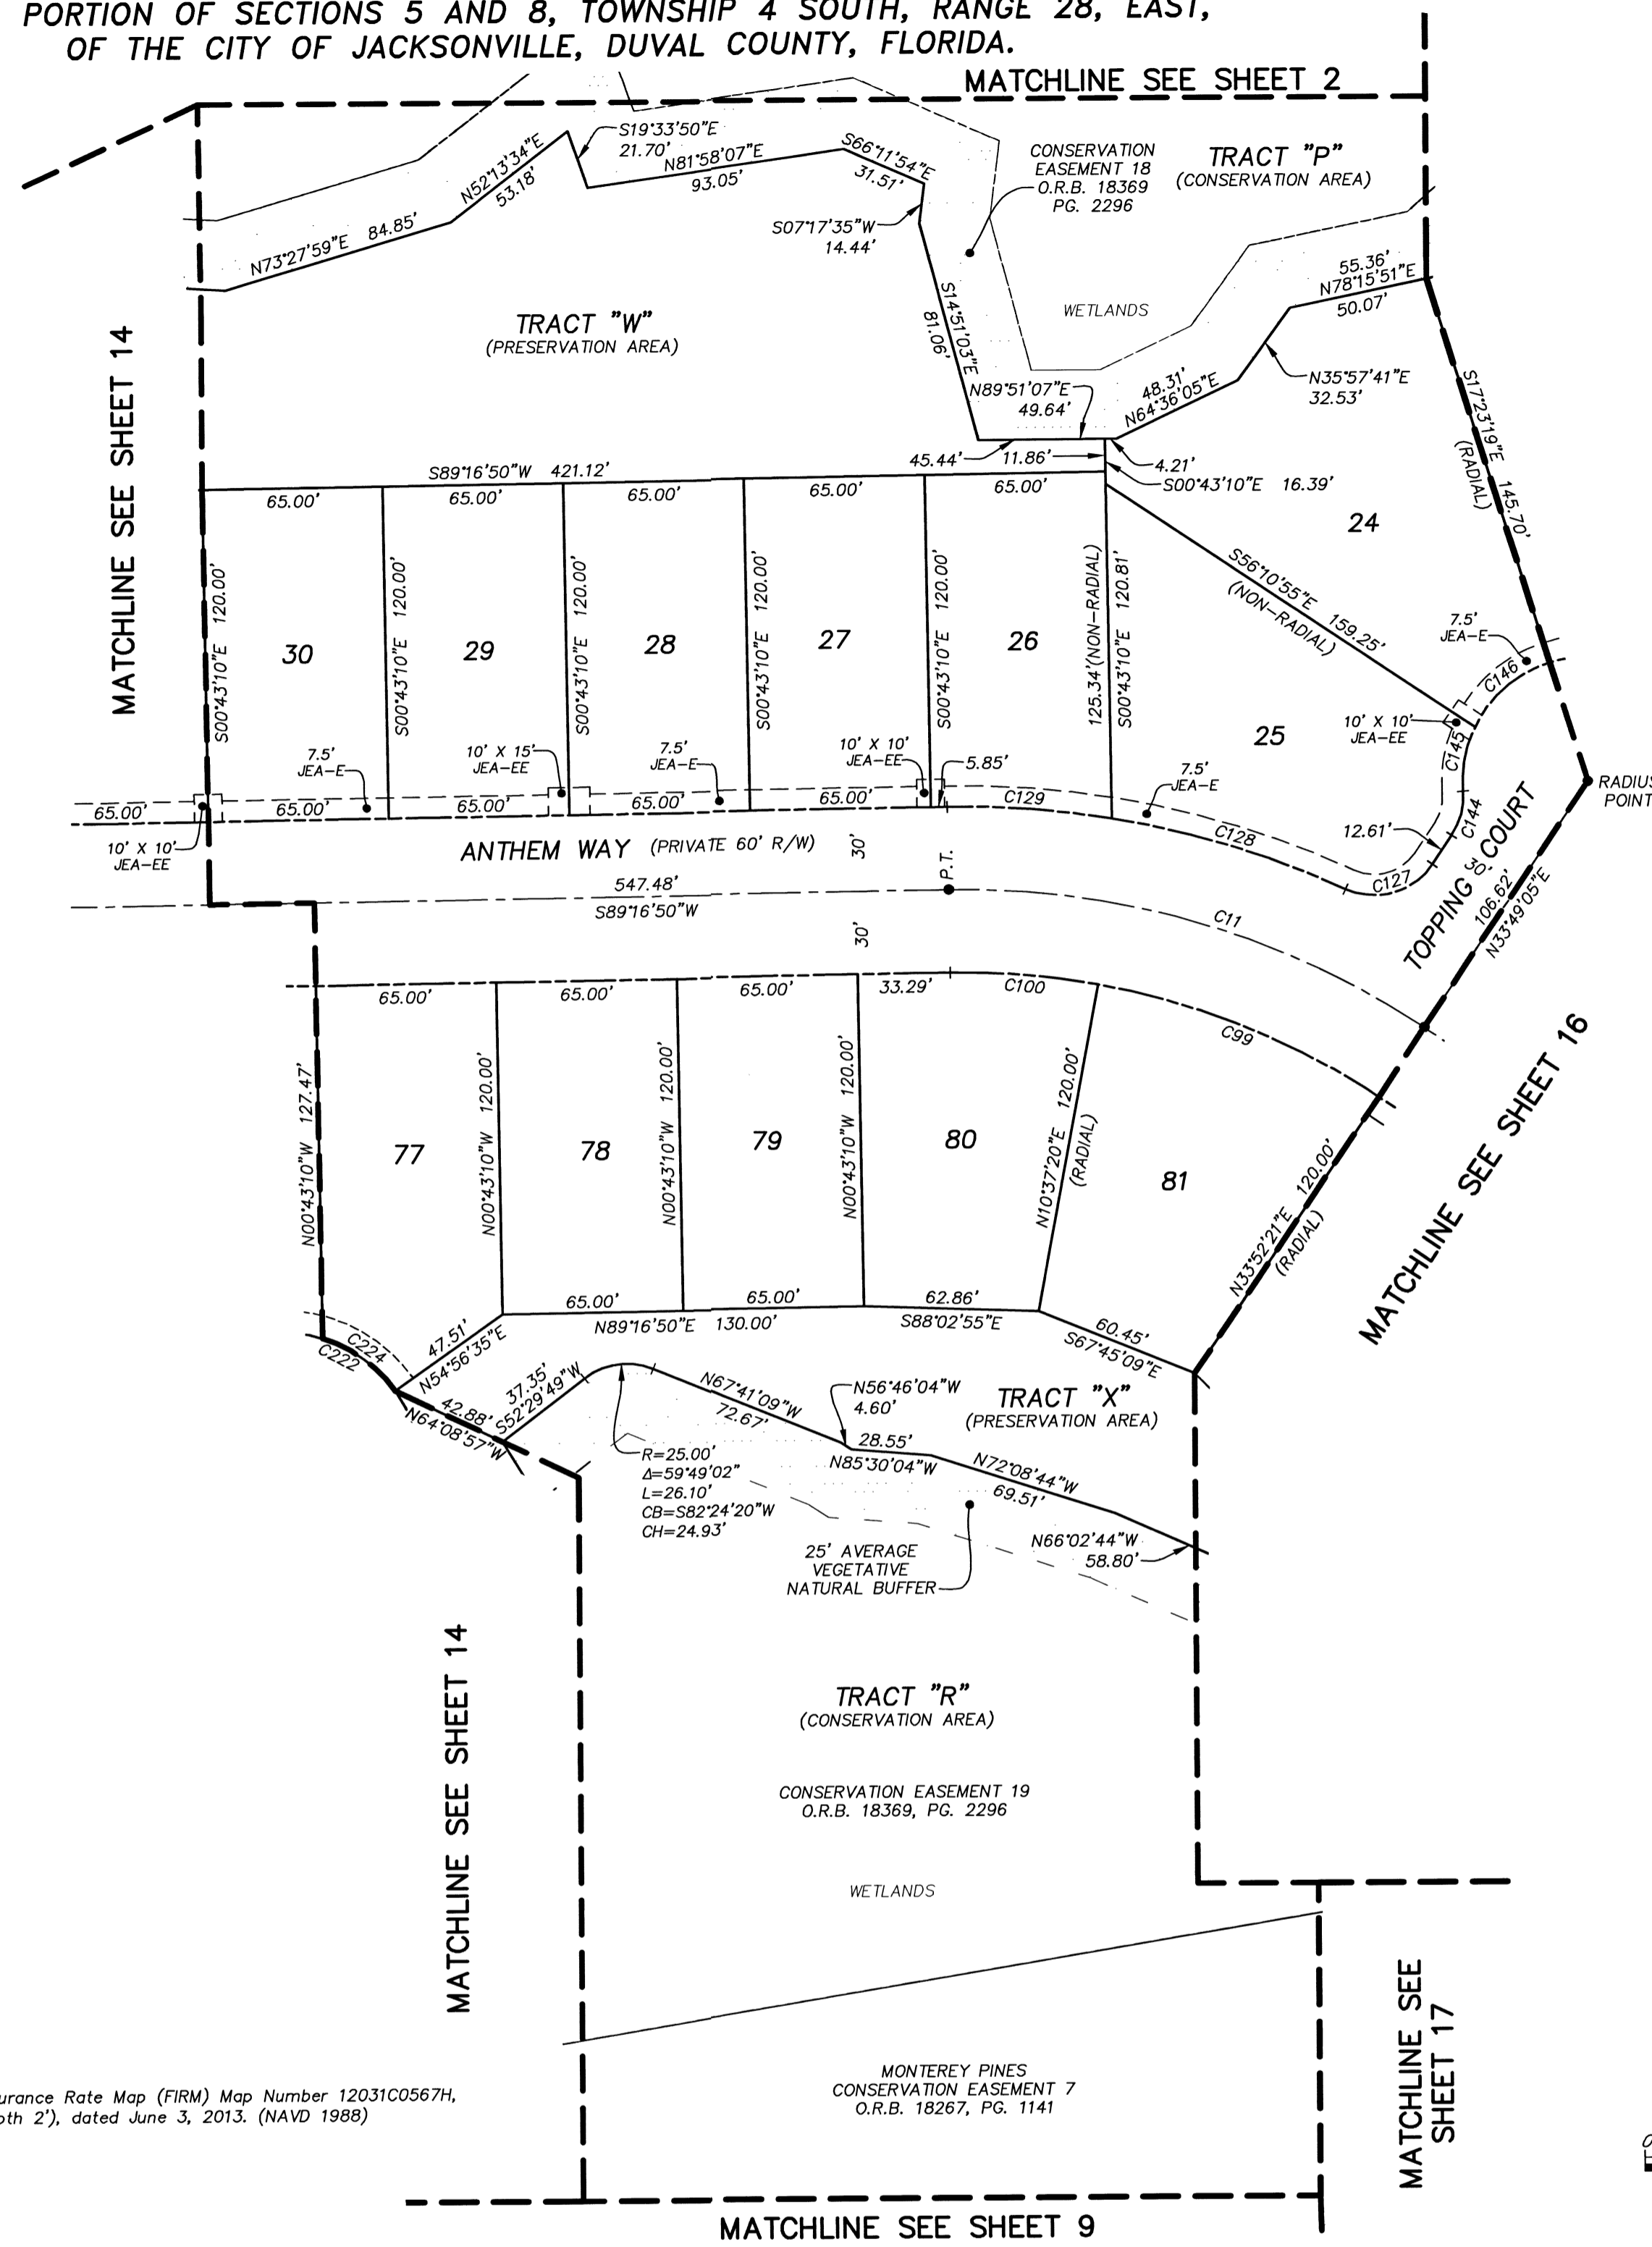 PORTION OF SECTIONS 5 AND 8, TOWNSHIP 4 SOUTH, RANGE 28, EAST,
OF THE CITY OF JACKSONVILLE, DUVAL COUNTY, FLORIDA.
MATCHLINE SEE SHEET 2
S19°33'50"E
21.70'
N52°13'34"E
53.18'
N81°58'07"E
93.05'
S66°11'54"E
31.51'
CONSERVATION
EASEMENT 18
O.R.B. 18369
PG. 2296
TRACT "P"
(CONSERVATION AREA)
S07°17'35"W
14.44'
N73°27'59"E 84.85'
55.36'
N78°15'51"E
50.07'
WETLANDS
S14°51'03"E
81.06'
TRACT "W"
(PRESERVATION AREA)
MATCHLINE SEE SHEET 14
N89°51'07"E
49.64'
48.31'
N64°36'05"E
N35°57'41"E
32.53'
S17°23'19"E 145.70'
(RADIAL)
S89°16'50"W 421.12'
45.44'
11.86'
4.21'
S00°43'10"E 16.39'
65.00'
65.00'
65.00'
65.00'
65.00'
24
S56°10'55"E 159.25'
(NON-RADIAL)
S00°43'10"E 120.00'
S00°43'10"E 120.00'
S00°43'10"E 120.00'
S00°43'10"E 120.00'
S00°43'10"E 120.00'
125.34'(NON-RADIAL)
S00°43'10"E 120.81'
30
29
28
27
26
25
7.5'
JEA-E
C146
10' X 10'
JEA-EE
C145
7.5'
JEA-E
10' X 15'
JEA-EE
7.5'
JEA-E
10' X 10'
JEA-EE
5.85'
7.5'
JEA-E
RADIUS
POINT
65.00'
65.00'
65.00'
65.00'
65.00'
C129
C128
12.61'
C144
C127
10' X 10'
JEA-EE
ANTHEM WAY (PRIVATE 60' R/W)
30'
P.T.
TOPPING COURT
30'
106.62'
N33°49'05"E
547.48'
S89°16'50"W
C11
30'
65.00'
65.00'
65.00'
33.29'
C100
C99
N00°43'10"W 127.47'
N00°43'10"W 120.00'
N00°43'10"W 120.00'
N00°43'10"W 120.00'
N10°37'20"E 120.00'
(RADIAL)
77
78
79
80
81
N33°52'21"E 120.00'
(RADIAL)
MATCHLINE SEE SHEET 16
65.00'
65.00'
62.86'
N89°16'50"E 130.00'
S88°02'55"E
60.45'
S67°45'09"E
C224
C222
47.51'
N54°56'35"E
37.35'
S52°29'49"W
42.88'
N64°08'57"W
N67°41'09"W
72.67'
N56°46'04"W
4.60'
TRACT "X"
(PRESERVATION AREA)
28.55'
N85°30'04"W
N72°08'44"W
69.51'
R=25.00'
Δ=59°49'02"
L=26.10'
CB=S82°24'20"W
CH=24.93'
25' AVERAGE
VEGETATIVE
NATURAL BUFFER
N66°02'44"W
58.80'
MATCHLINE SEE SHEET 14
TRACT "R"
(CONSERVATION AREA)
CONSERVATION EASEMENT 19
O.R.B. 18369, PG. 2296
WETLANDS
MONTEREY PINES
CONSERVATION EASEMENT 7
O.R.B. 18267, PG. 1141
MATCHLINE SEE
SHEET 17
urance Rate Map (FIRM) Map Number 12031C0567H,
oth 2'), dated June 3, 2013. (NAVD 1988)
MATCHLINE SEE SHEET 9